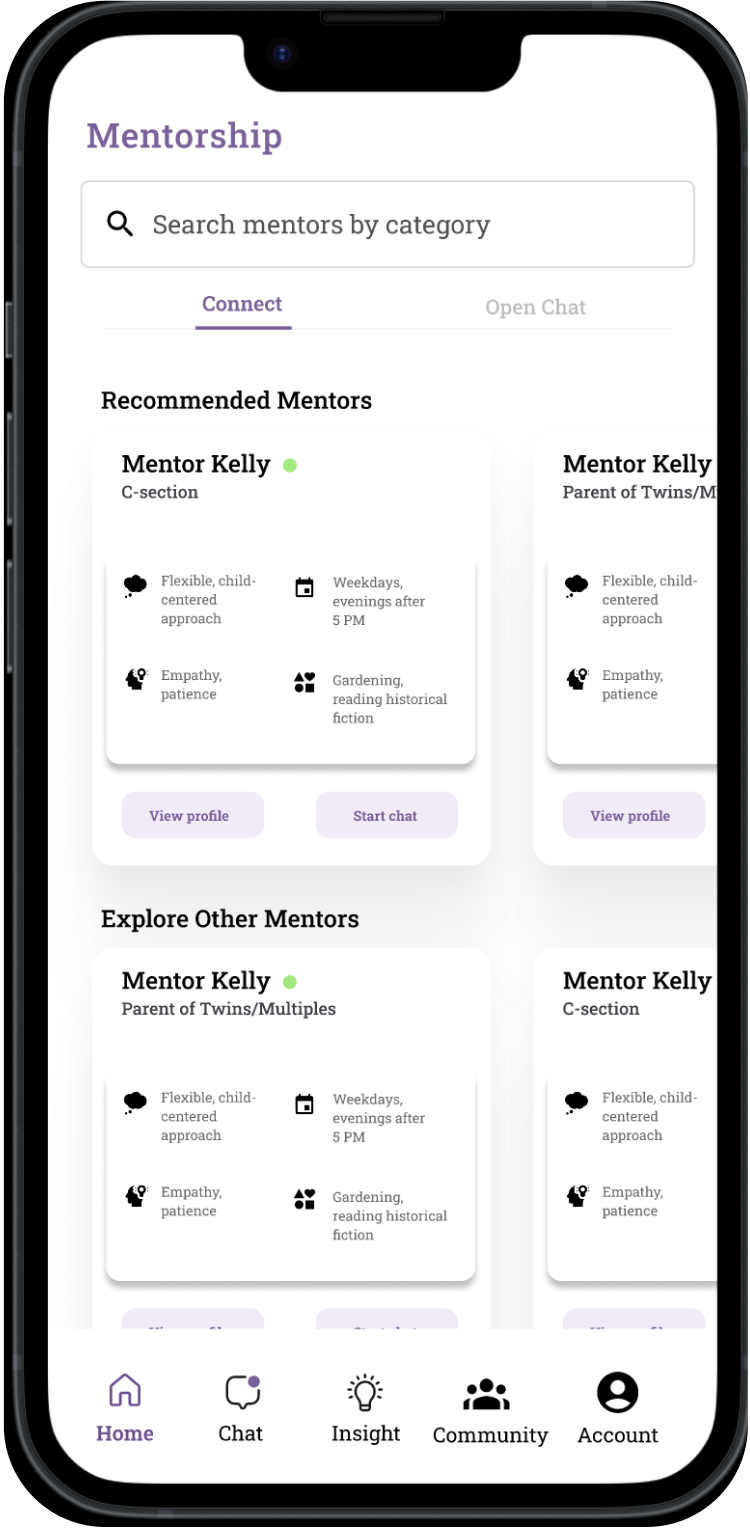 Mentorship
Search mentors by category
Connect
Open Chat
Recommended Mentors
Mentor Kelly
C-section
Flexible, child-
centered
approach
Weekdays,
evenings after
5 PM
Empathy,
patience
Gardening,
reading historical
fiction
View profile
Start chat
Mentor Kelly
Parent of Twins/M
Flexible, child-
centered
approach
Empathy,
patience
View profile
Explore Other Mentors
Mentor Kelly
Parent of Twins/Multiples
Flexible, child-
centered
approach
Weekdays,
evenings after
5 PM
Empathy,
patience
Gardening,
reading historical
fiction
Mentor Kelly
C-section
Flexible, child-
centered
approach
Empathy,
patience
Home
Chat
Insight
Community
Account